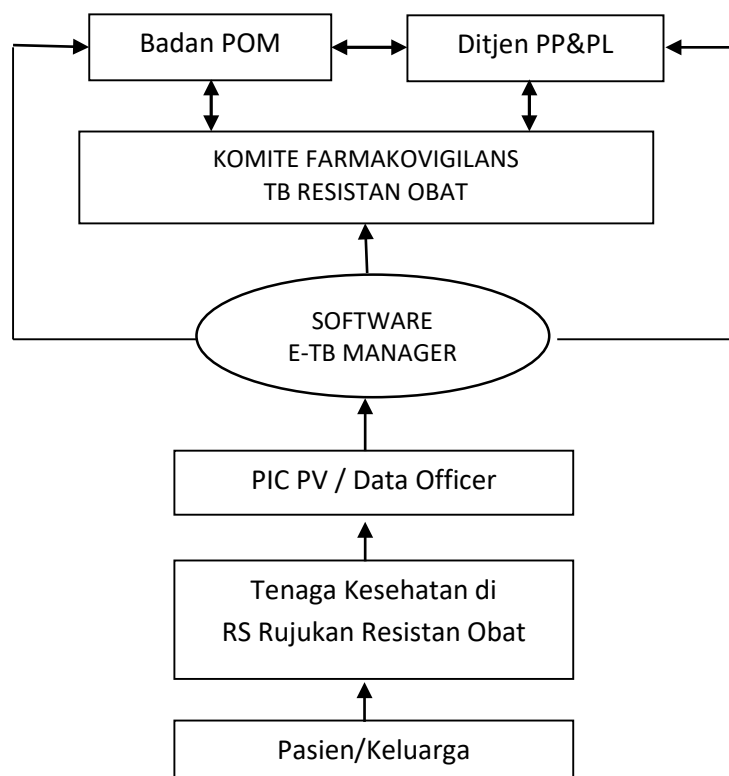 Badan POM
Ditjen PP&PL
KOMITE FARMAKOVIGILANS
TB RESISTAN OBAT
SOFTWARE
E-TB MANAGER
PIC PV / Data Officer
Tenaga Kesehatan di
RS Rujukan Resistan Obat
Pasien/Keluarga